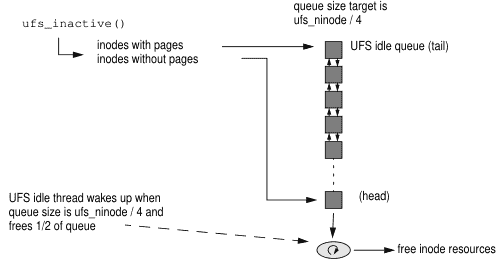 queue size target is
ufs_ninode / 4
ufs_inactive()
inodes with pages
inodes without pages
UFS idle queue (tail)
(head)
UFS idle thread wakes up when
queue size is ufs_ninode / 4 and
frees 1/2 of queue
free inode resources